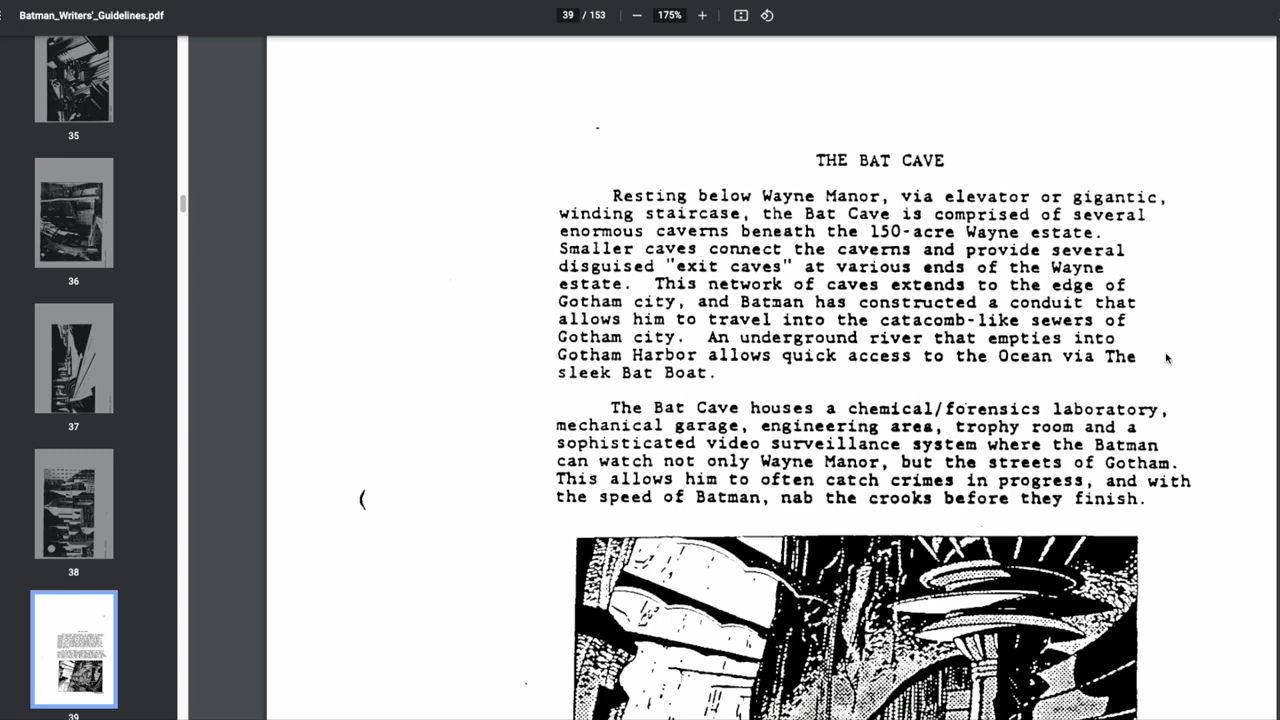 Batman_Writers'_Guidelines.pdf
39 / 153
175%
35
36
37
38
39
THE BAT CAVE
Resting below Wayne Manor, via elevator or gigantic,
winding staircase, the Bat Cave is comprised of several
enormous caverns beneath the 150-acre Wayne estate.
Smaller caves connect the caverns and provide several
disguised "exit caves" at various ends of the Wayne
estate. This network of caves extends to the edge of
Gotham city, and Batman has constructed a conduit that
allows him to travel into the catacomb-like sewers of
Gotham city. An underground river that empties into
Gotham Harbor allows quick access to the Ocean via The
sleek Bat Boat.
The Bat Cave houses a chemical/forensics laboratory,
mechanical garage, engineering area, trophy room and a
sophisticated video surveillance system where the Batman
can watch not only Wayne Manor, but the streets of Gotham.
This allows him to often catch crimes in progress, and with
the speed of Batman, nab the crooks before they finish.